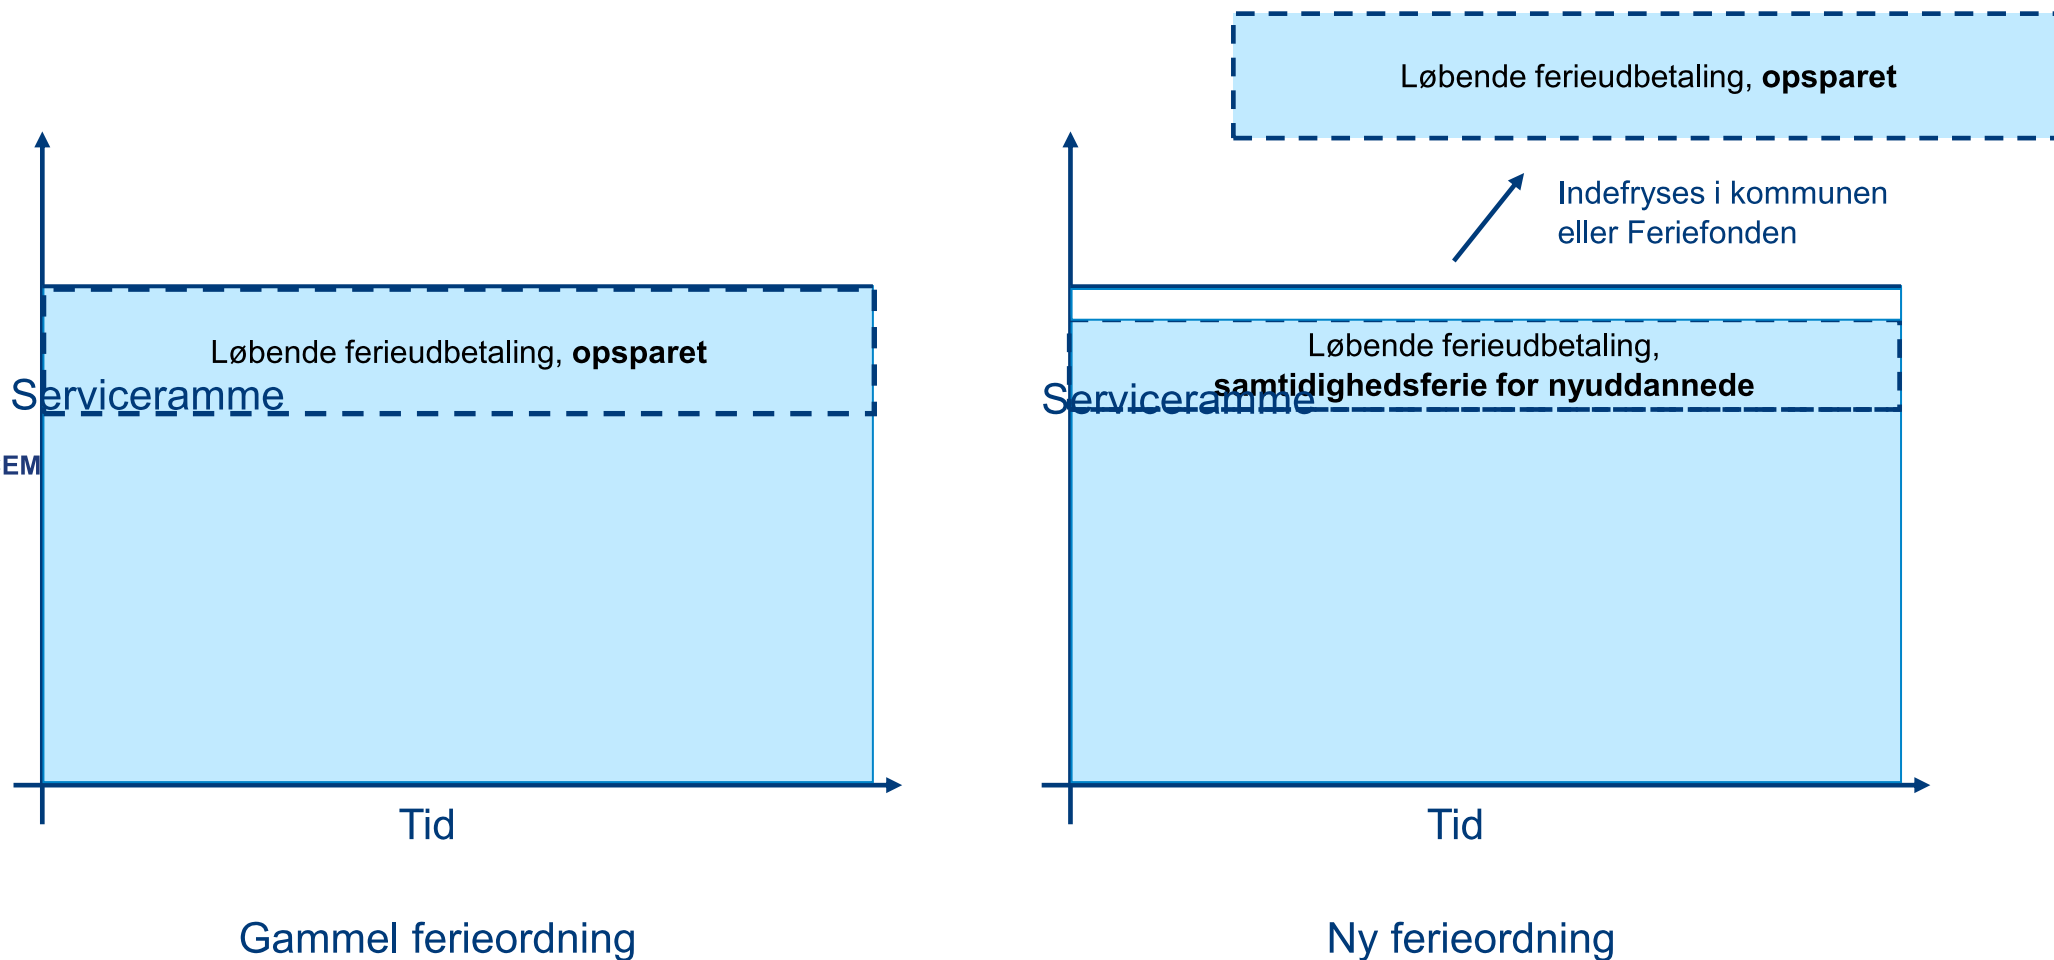 Løbende ferieudbetaling, opsparet
Indefryses i kommunen
eller Feriefonden
Løbende ferieudbetaling, opsparet
Serviceramme
EM
Tid
Gammel ferieordning
Løbende ferieudbetaling,
samtidighedsferie for nyuddannede
Serviceramme
Tid
Ny ferieordning